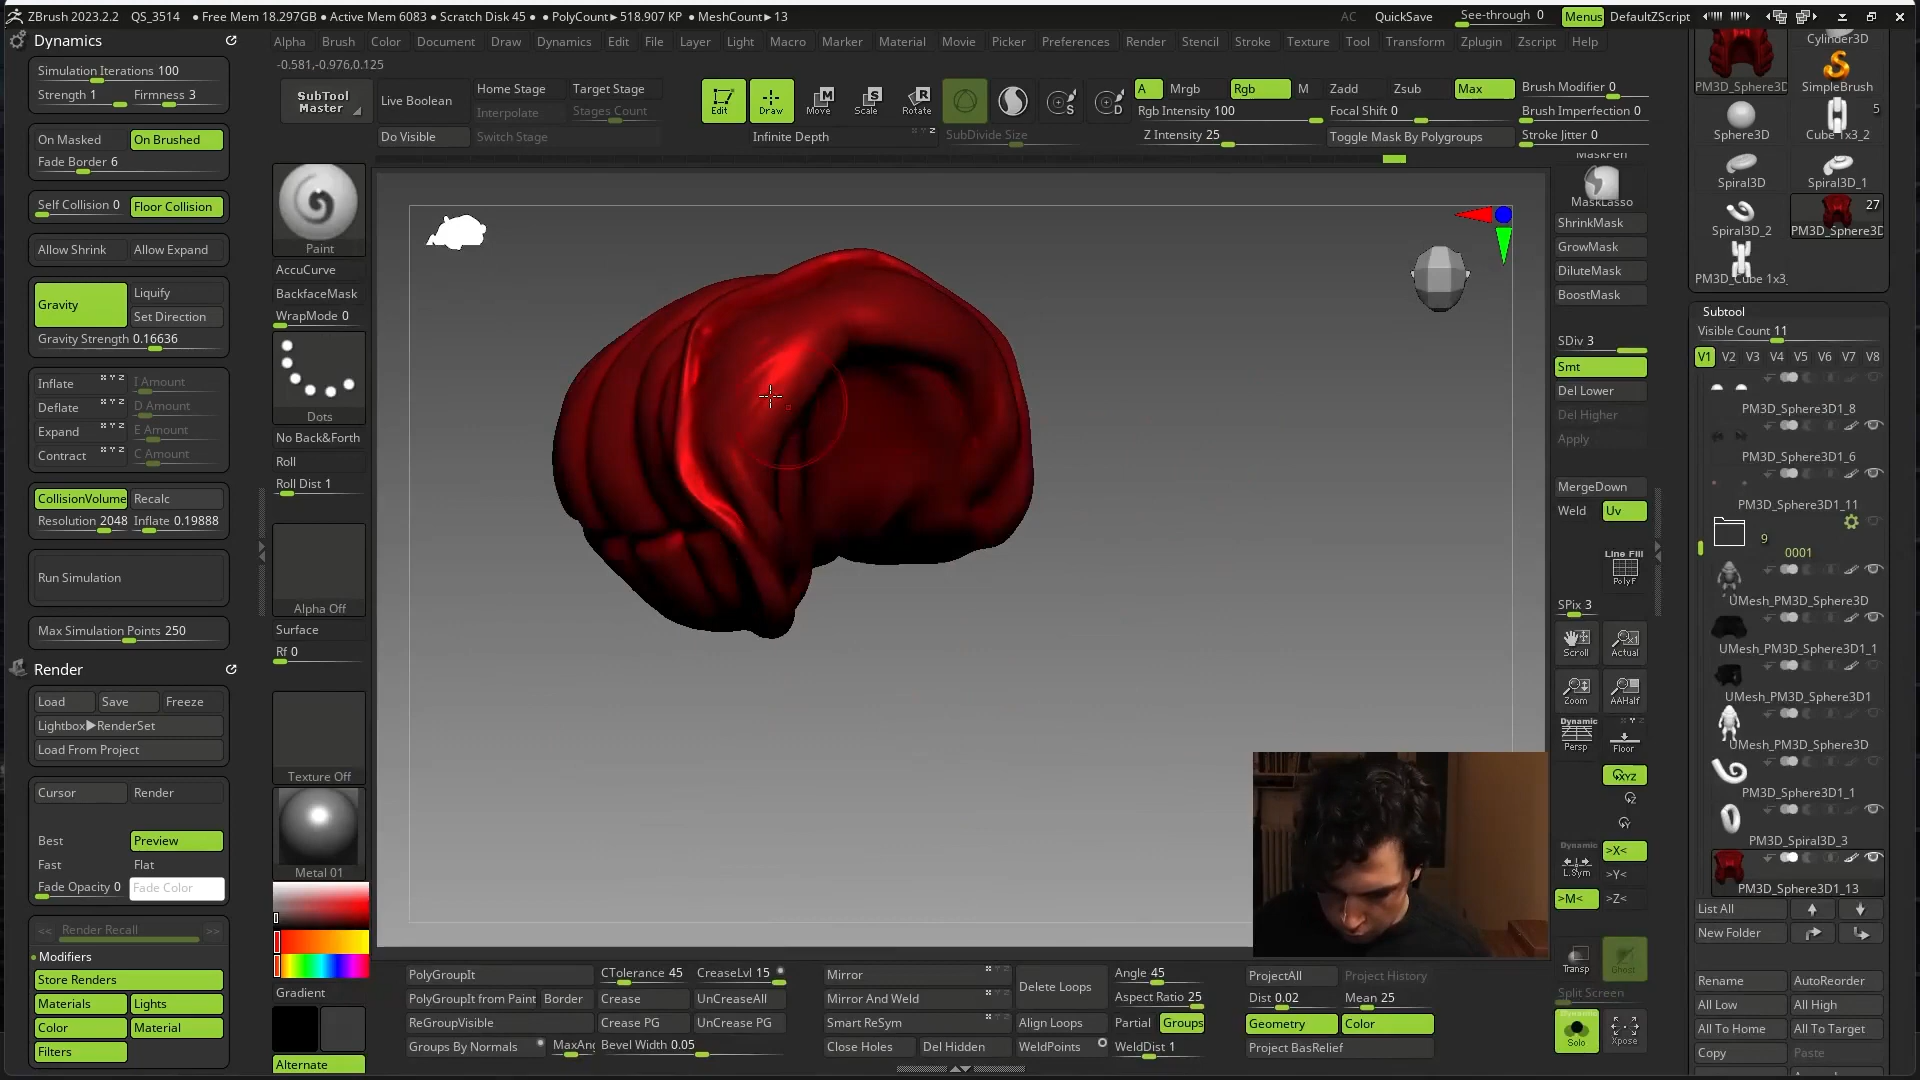 ZBrush 2023.2.2 QS_3514 ● Free Mem 18.297GB ● Active Mem 6083 ● Scratch Disk 45 ● ● PolyCount▶518.907 KP ● MeshCount▶13 AC QuickSave See-through 0 Menus DefaultZScript
Dynamics
Alpha Brush Color Document Draw Dynamics Edit File Layer Light Macro Marker Material Movie Picker Preferences Render Stencil Stroke Texture Tool Transform Zplugin Zscript Help
-0.581,-0.976,0.125
Simulation Iterations 100
Strength 1 Firmness 3
On Masked On Brushed
Fade Border 6
Self Collision 0 Floor Collision
Allow Shrink Allow Expand
Gravity Liquify
Set Direction
Gravity Strength 0.16636
Inflate I Amount
Deflate D Amount
Expand E Amount
Contract C Amount
CollisionVolume Recalc
Resolution 2048 Inflate 0.19888
Run Simulation
Max Simulation Points 250
Render
Load Save Freeze
Lightbox▶RenderSet
Load From Project
Cursor Render
Best Preview
Fast Flat
Fade Opacity 0 Fade Color
<< Render Recall >>
Modifiers
Store Renders
Materials Lights
Color Material
Filters
SubTool
Master
Live Boolean
Do Visible
Home Stage Target Stage
Interpolate Stages Count
Switch Stage
Edit Draw Move Scale Rotate
Infinite Depth
SubDivide Size
A Mrgb Rgb M Zadd Zsub Max Brush Modifier 0
Rgb Intensity 100 Focal Shift 0 Brush Imperfection 0
Z Intensity 25 Toggle Mask By Polygroups Stroke Jitter 0
Paint
AccuCurve
BackfaceMask
WrapMode 0
Dots
No Back&Forth
Roll
Roll Dist 1
Alpha Off
Surface
Rf 0
Texture Off
Metal 01
Gradient
Alternate
MaskPen
MaskLasso
ShrinkMask
GrowMask
DiluteMask
BoostMask
SDiv 3
Smt
Del Lower
Del Higher
Apply
MergeDown
Weld Uv
Line Fill
PolyF
SPix 3
Scroll Actual
Zoom AAHalf
Dynamic
Persp Floor
XYZ
Dynamic
L.Sym >X<
>Y<
>M< >Z<
Transp Ghost
Split Screen
Dynamic
Solo Xpose
Cylinder3D
PM3D_Sphere3D SimpleBrush
5
Sphere3D Cube 1x3_2
Spiral3D Spiral3D_1
27
Spiral3D_2 PM3D_Sphere3D
PM3D_Cube 1x3_
Subtool
Visible Count 11
V1 V2 V3 V4 V5 V6 V7 V8
PM3D_Sphere3D1_8
PM3D_Sphere3D1_6
PM3D_Sphere3D1_11
9
0001
UMesh_PM3D_Sphere3D
UMesh_PM3D_Sphere3D1_1
UMesh_PM3D_Sphere3D1
UMesh_PM3D_Sphere3D
PM3D_Sphere3D1_1
PM3D_Spiral3D_3
PM3D_Sphere3D1_13
List All
New Folder
Rename AutoReorder
All Low All High
All To Home All To Target
Copy Paste
PolyGroupIt CTolerance 45 CreaseLvl 15 Mirror Delete Loops Angle 45 ProjectAll Project History
PolyGroupIt from Paint Border Crease UnCreaseAll Mirror And Weld Aspect Ratio 25 Dist 0.02 Mean 25
ReGroupVisible Crease PG UnCrease PG Smart ReSym Align Loops Partial Groups Geometry Color
Groups By Normals MaxAng Bevel Width 0.05 Close Holes Del Hidden WeldPoints WeldDist 1 Project BasRelief